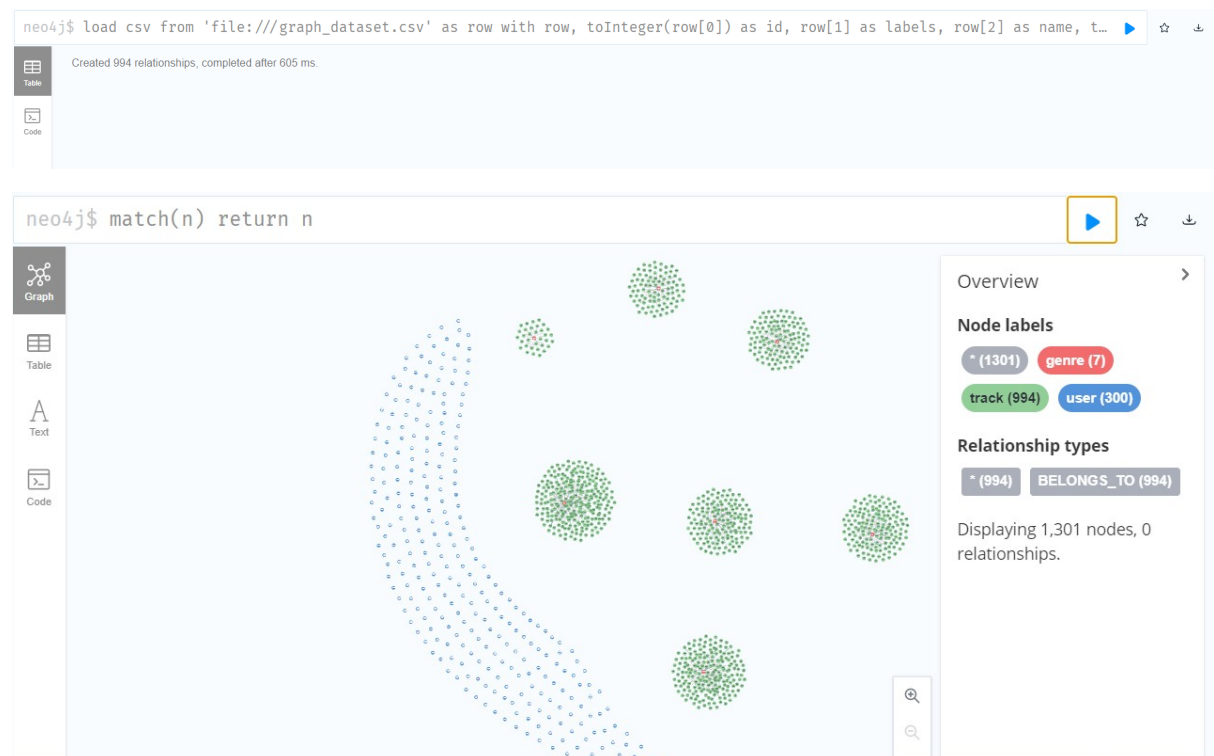 neo4j$ load csv from 'file:///graph_dataset.csv' as row with row, toInteger(row[0]) as id, row[1] as labels, row[2] as name, t…
Table
Created 994 relationships, completed after 605 ms.
Code
neo4j$ match(n) return n
Graph
Table
Text
Code
Overview
Node labels
* (1301) genre (7)
track (994) user (300)
Relationship types
* (994) BELONGS_TO (994)
Displaying 1,301 nodes, 0
relationships.